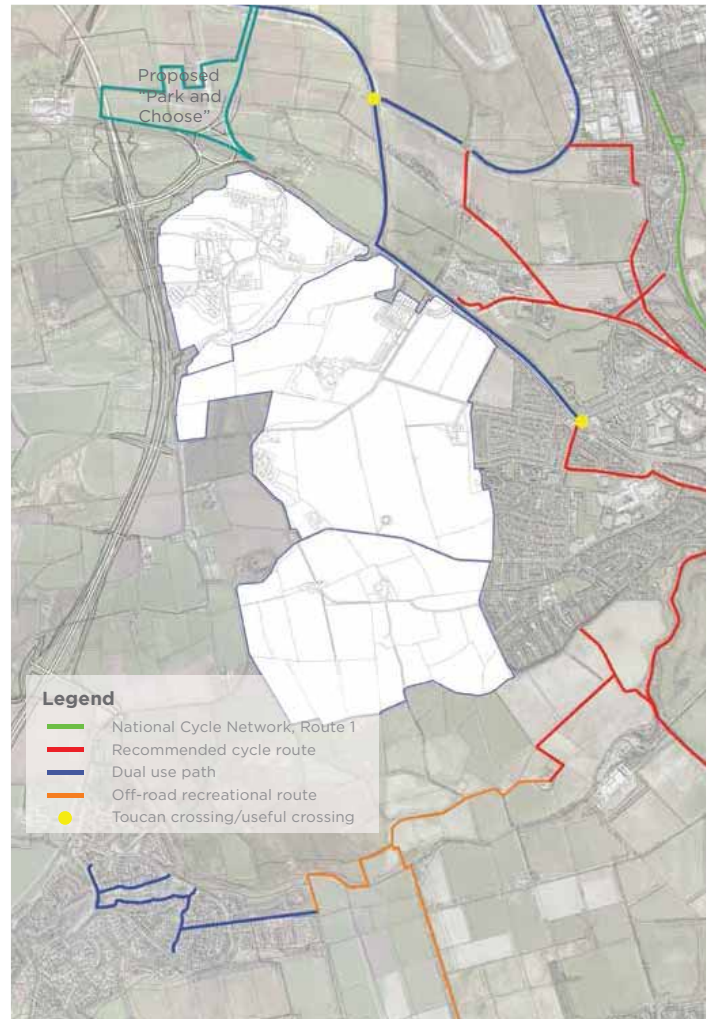 Proposed
"Park and
Choose"
Legend
National Cycle Network, Route 1
Recommended cycle route
Dual use path
Off-road recreational route
Toucan crossing/useful crossing